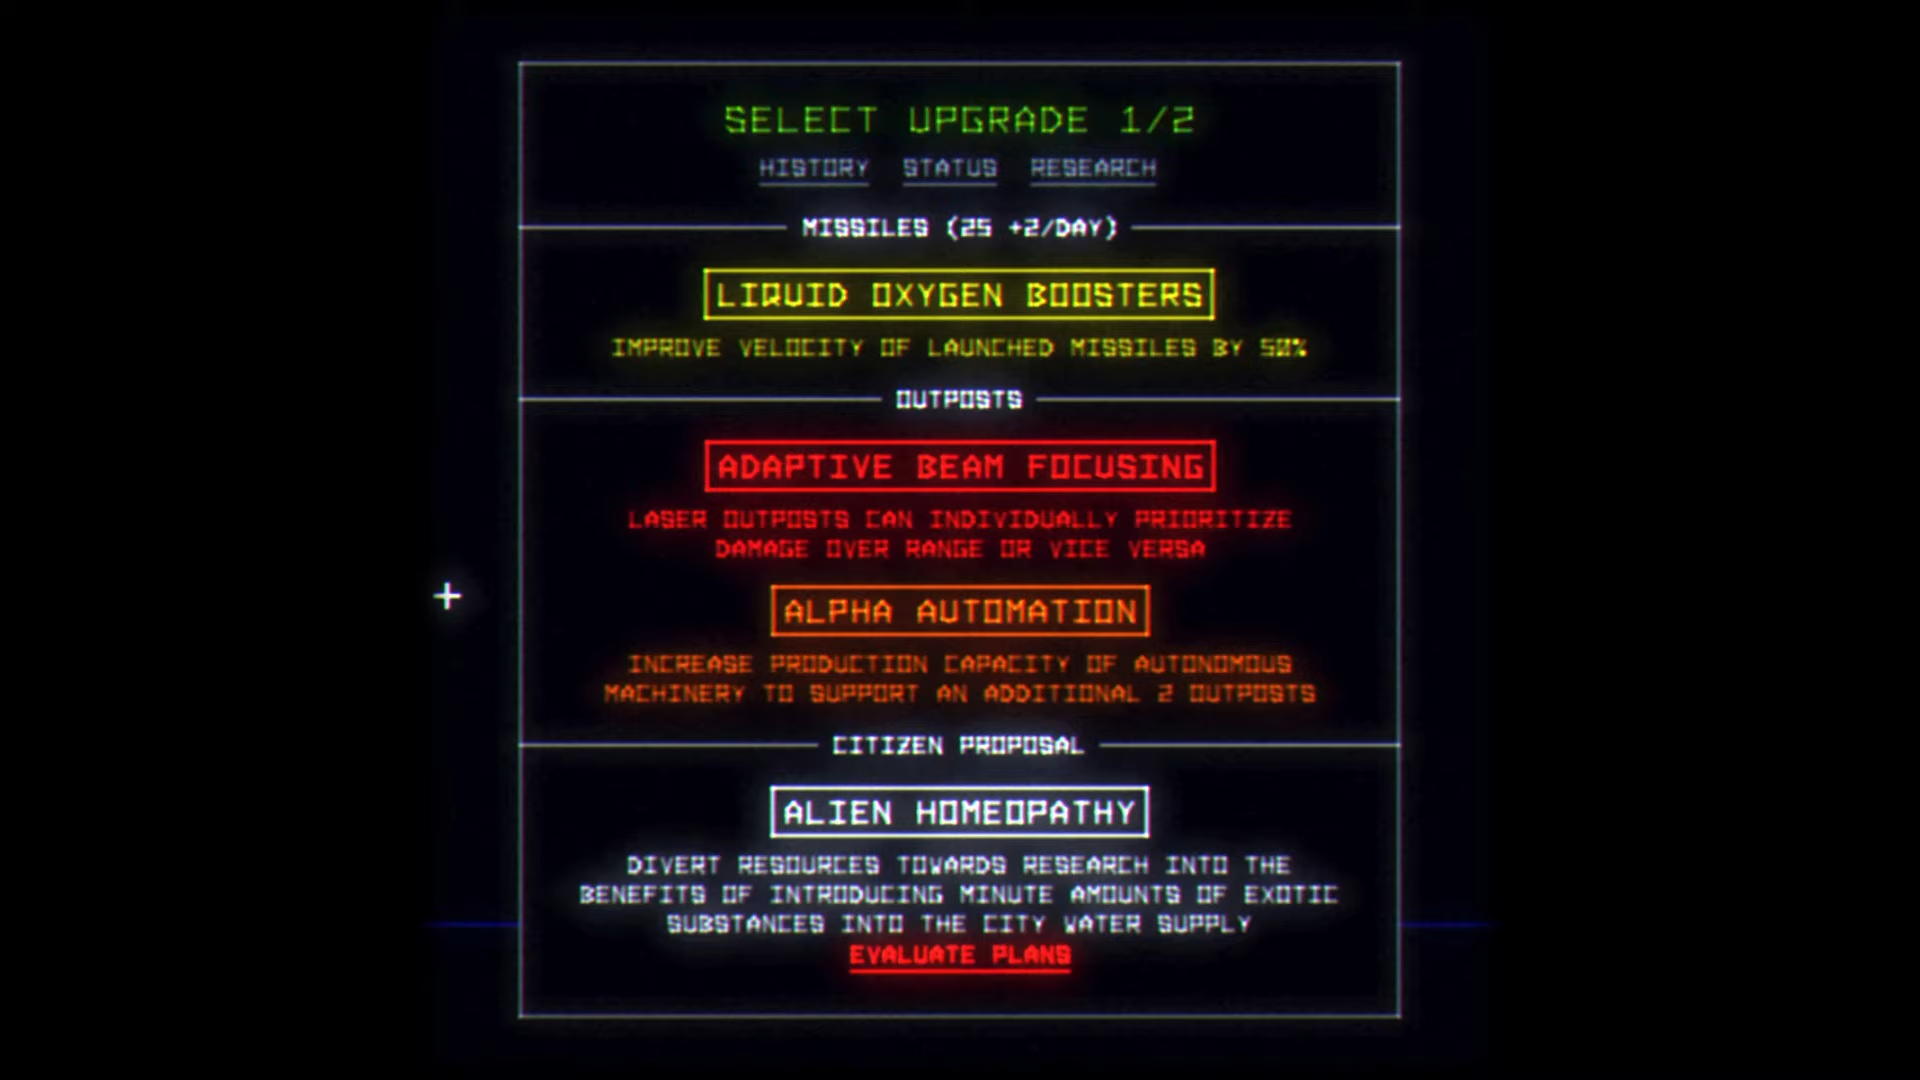 SELECT UPGRADE 1/2
HISTORY STATUS RESEARCH
MISSILES (25 +2/DAY)
LIQUID OXYGEN BOOSTERS
IMPROVE VELOCITY OF LAUNCHED MISSILES BY 50%
OUTPOSTS
ADAPTIVE BEAM FOCUSING
LASER OUTPOSTS CAN INDIVIDUALLY PRIORITIZE
DAMAGE OVER RANGE OR VICE VERSA
ALPHA AUTOMATION
INCREASE PRODUCTION CAPACITY OF AUTONOMOUS
MACHINERY TO SUPPORT AN ADDITIONAL 2 OUTPOSTS
CITIZEN PROPOSAL
ALIEN HOMEOPATHY
DIVERT RESOURCES TOWARDS RESEARCH INTO THE
BENEFITS OF INTRODUCING MINUTE AMOUNTS OF EXOTIC
SUBSTANCES INTO THE CITY WATER SUPPLY
EVALUATE PLANS